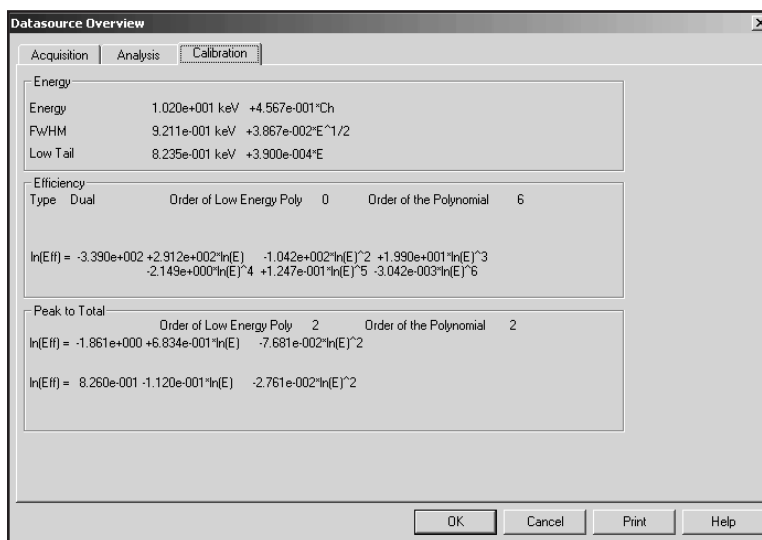 Datasource Overview
Acquisition Analysis Calibration
Energy
Energy 1.020e+001 keV +4.567e-001*Ch
FWHM 9.211e-001 keV +3.867e-002*E^1/2
Low Tail 8.235e-001 keV +3.900e-004*E
Efficiency
Type Dual Order of Low Energy Poly 0 Order of the Polynomial 6
ln(Eff) = -3.390e+002 +2.912e+002*ln(E) -1.042e+002*ln(E)^2 +1.990e+001*ln(E)^3
-2.149e+000*ln(E)^4 +1.247e-001*ln(E)^5 -3.042e-003*ln(E)^6
Peak to Total
Order of Low Energy Poly 2 Order of the Polynomial 2
ln(Eff) = -1.861e+000 +6.834e-001*ln(E) -7.681e-002*ln(E)^2
ln(Eff) = 8.260e-001 -1.120e-001*ln(E) -2.761e-002*ln(E)^2
OK Cancel Print Help